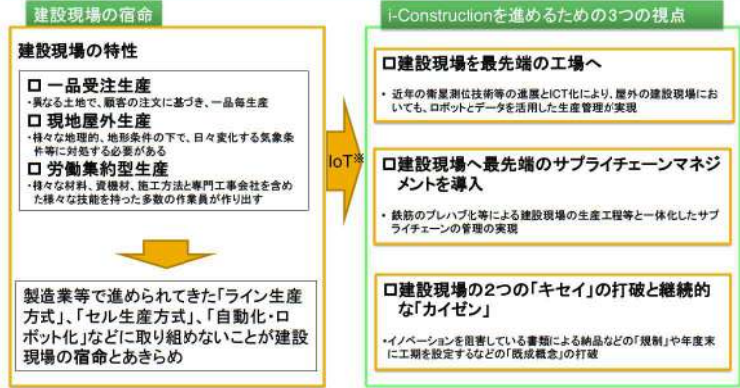 建設現場の宿命
建設現場の特性
□ 一品受注生産
・異なる土地で、顧客の注文に基づき、一品毎生産
□ 現地屋外生産
・様々な地理的、地形条件の下で、日々変化する気象条
件等に対処する必要がある
□ 労働集約型生産
・様々な材料、資機材、施工方法と専門工事会社を含め
た様々な技能を持った多数の作業員が作り出す
製造業等で進められてきた「ライン生産
方式」、「セル生産方式」、「自動化・ロ
ボット化」などに取り組めないことが建設
現場の宿命とあきらめ
IoT※
i-Constructionを進めるための3つの視点
□建設現場を最先端の工場へ
・ 近年の衛星測位技術等の進展とICT化により、屋外の建設現場にお
いても、ロボットとデータを活用した生産管理が実現
□建設現場へ最先端のサプライチェーンマネジ
メントを導入
・ 鉄筋のプレハブ化等による建設現場の生産工程等と一体化したサプ
ライチェーンの管理の実現
□建設現場の2つの「キセイ」の打破と継続的
な「カイゼン」
・イノベーションを阻害している書類による納品などの「規制」や年度末
に工期を設定するなどの「既成概念」の打破